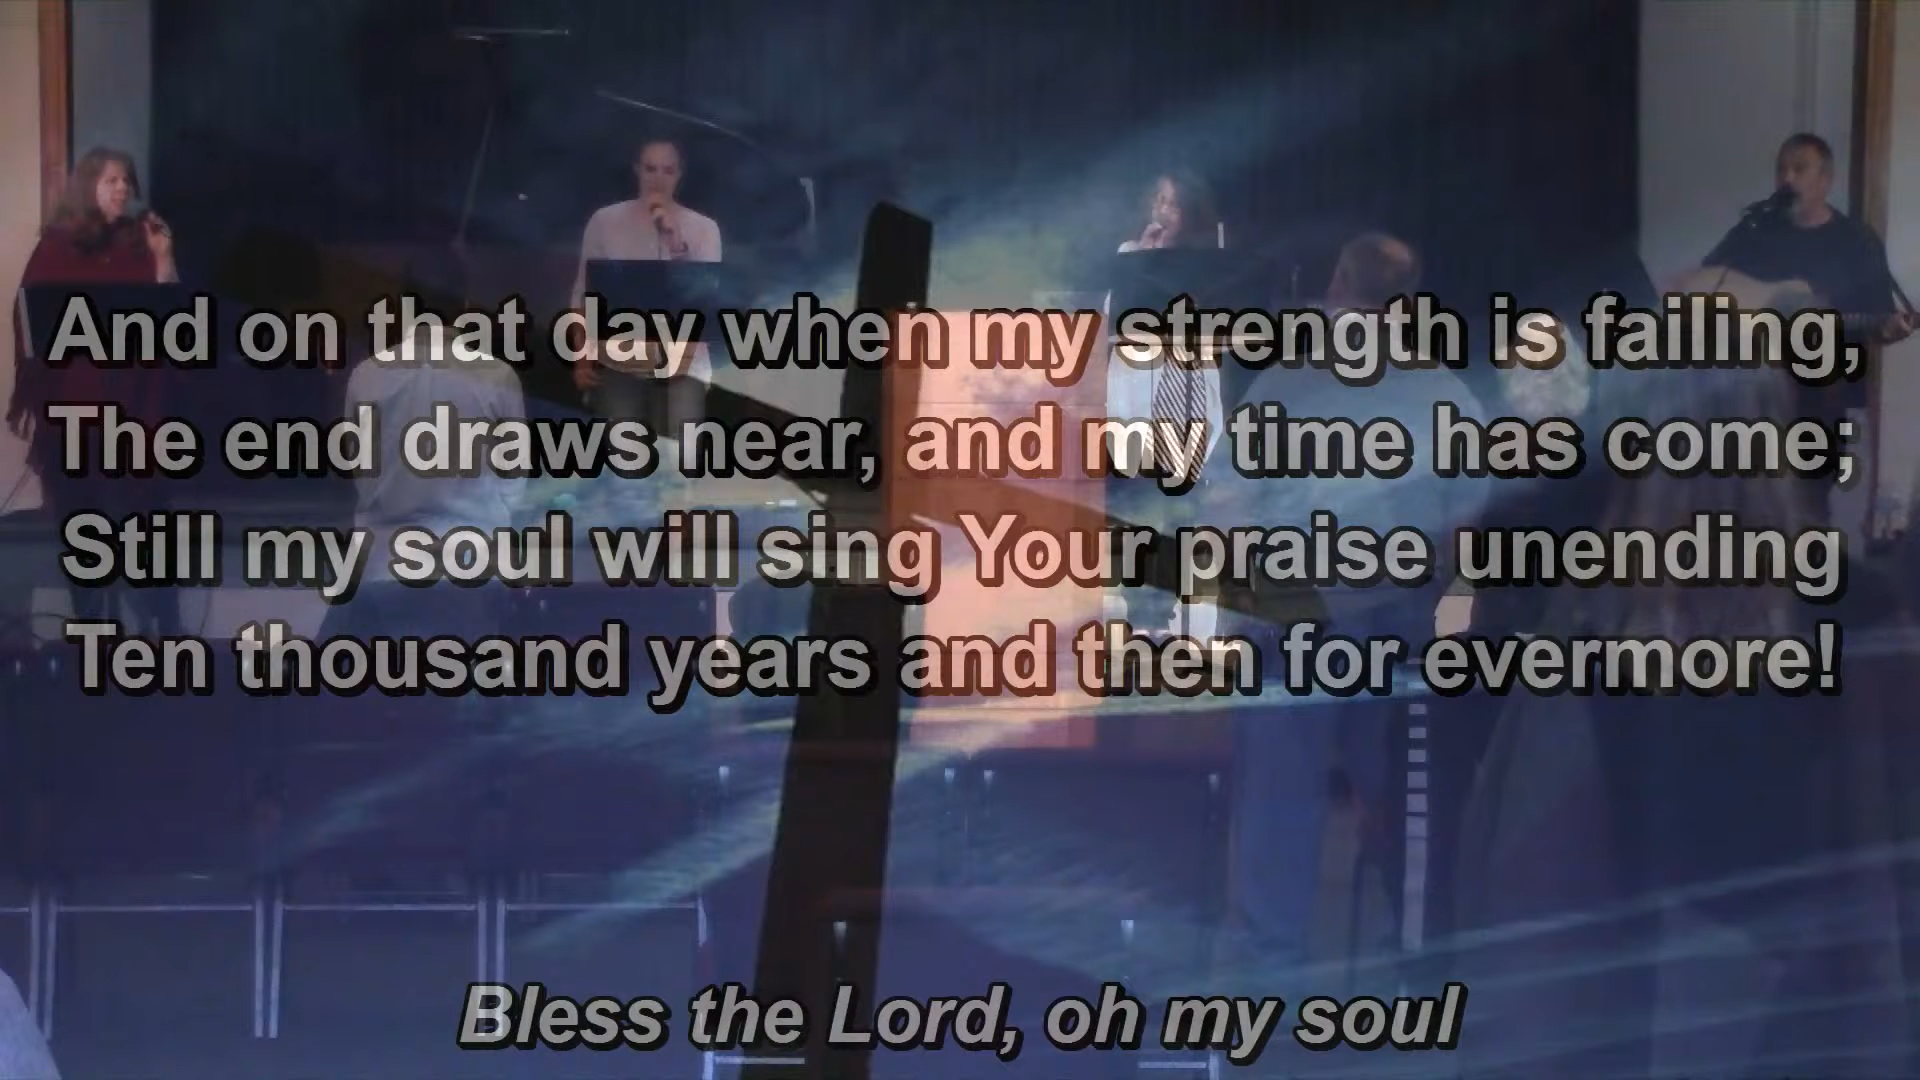 And on that day when my strength is failing,
The end draws near, and my time has come;
Still my soul will sing Your praise unending
Ten thousand years and then for evermore!
Bless the Lord, oh my soul